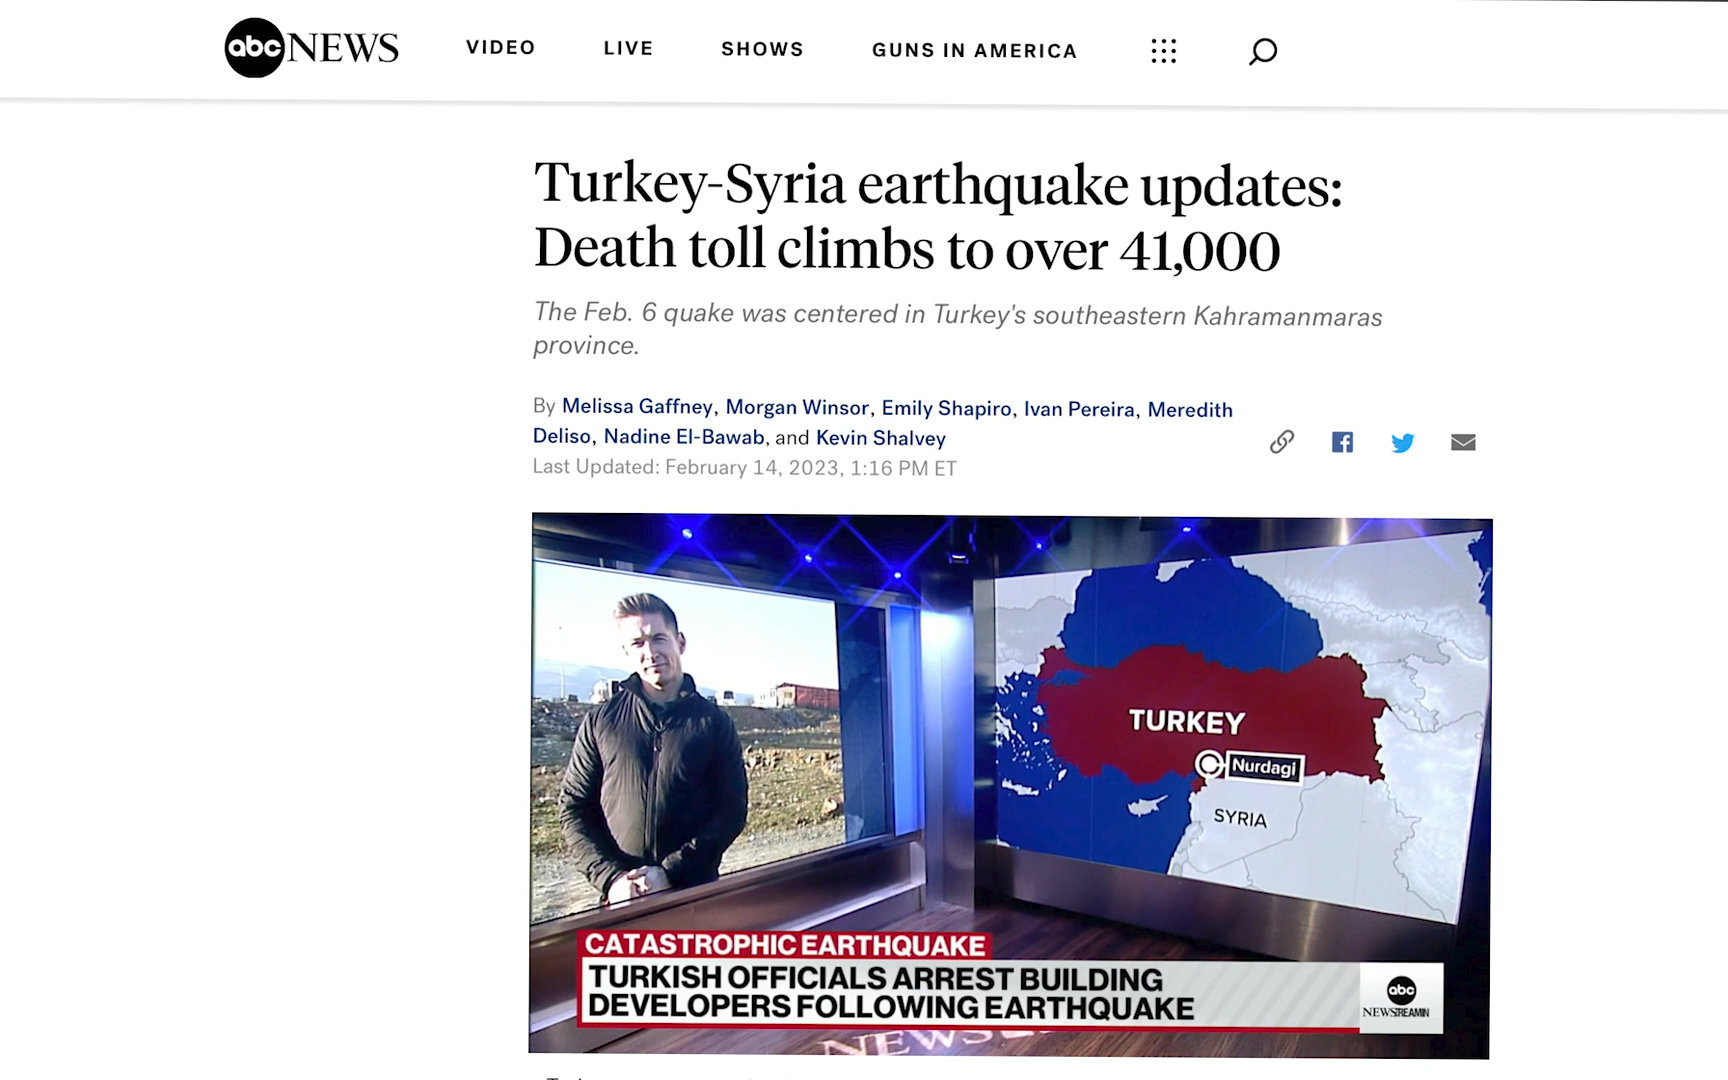 abc NEWS VIDEO LIVE SHOWS GUNS IN AMERICA
Turkey-Syria earthquake updates:
Death toll climbs to over 41,000
The Feb. 6 quake was centered in Turkey's southeastern Kahramanmaras
province.
By Melissa Gaffney, Morgan Winsor, Emily Shapiro, Ivan Pereira, Meredith
Deliso, Nadine El-Bawab, and Kevin Shalvey
Last Updated: February 14, 2023, 1:16 PM ET
TURKEY
Nurdagi
SYRIA
CATASTROPHIC EARTHQUAKE
TURKISH OFFICIALS ARREST BUILDING
DEVELOPERS FOLLOWING EARTHQUAKE
abc